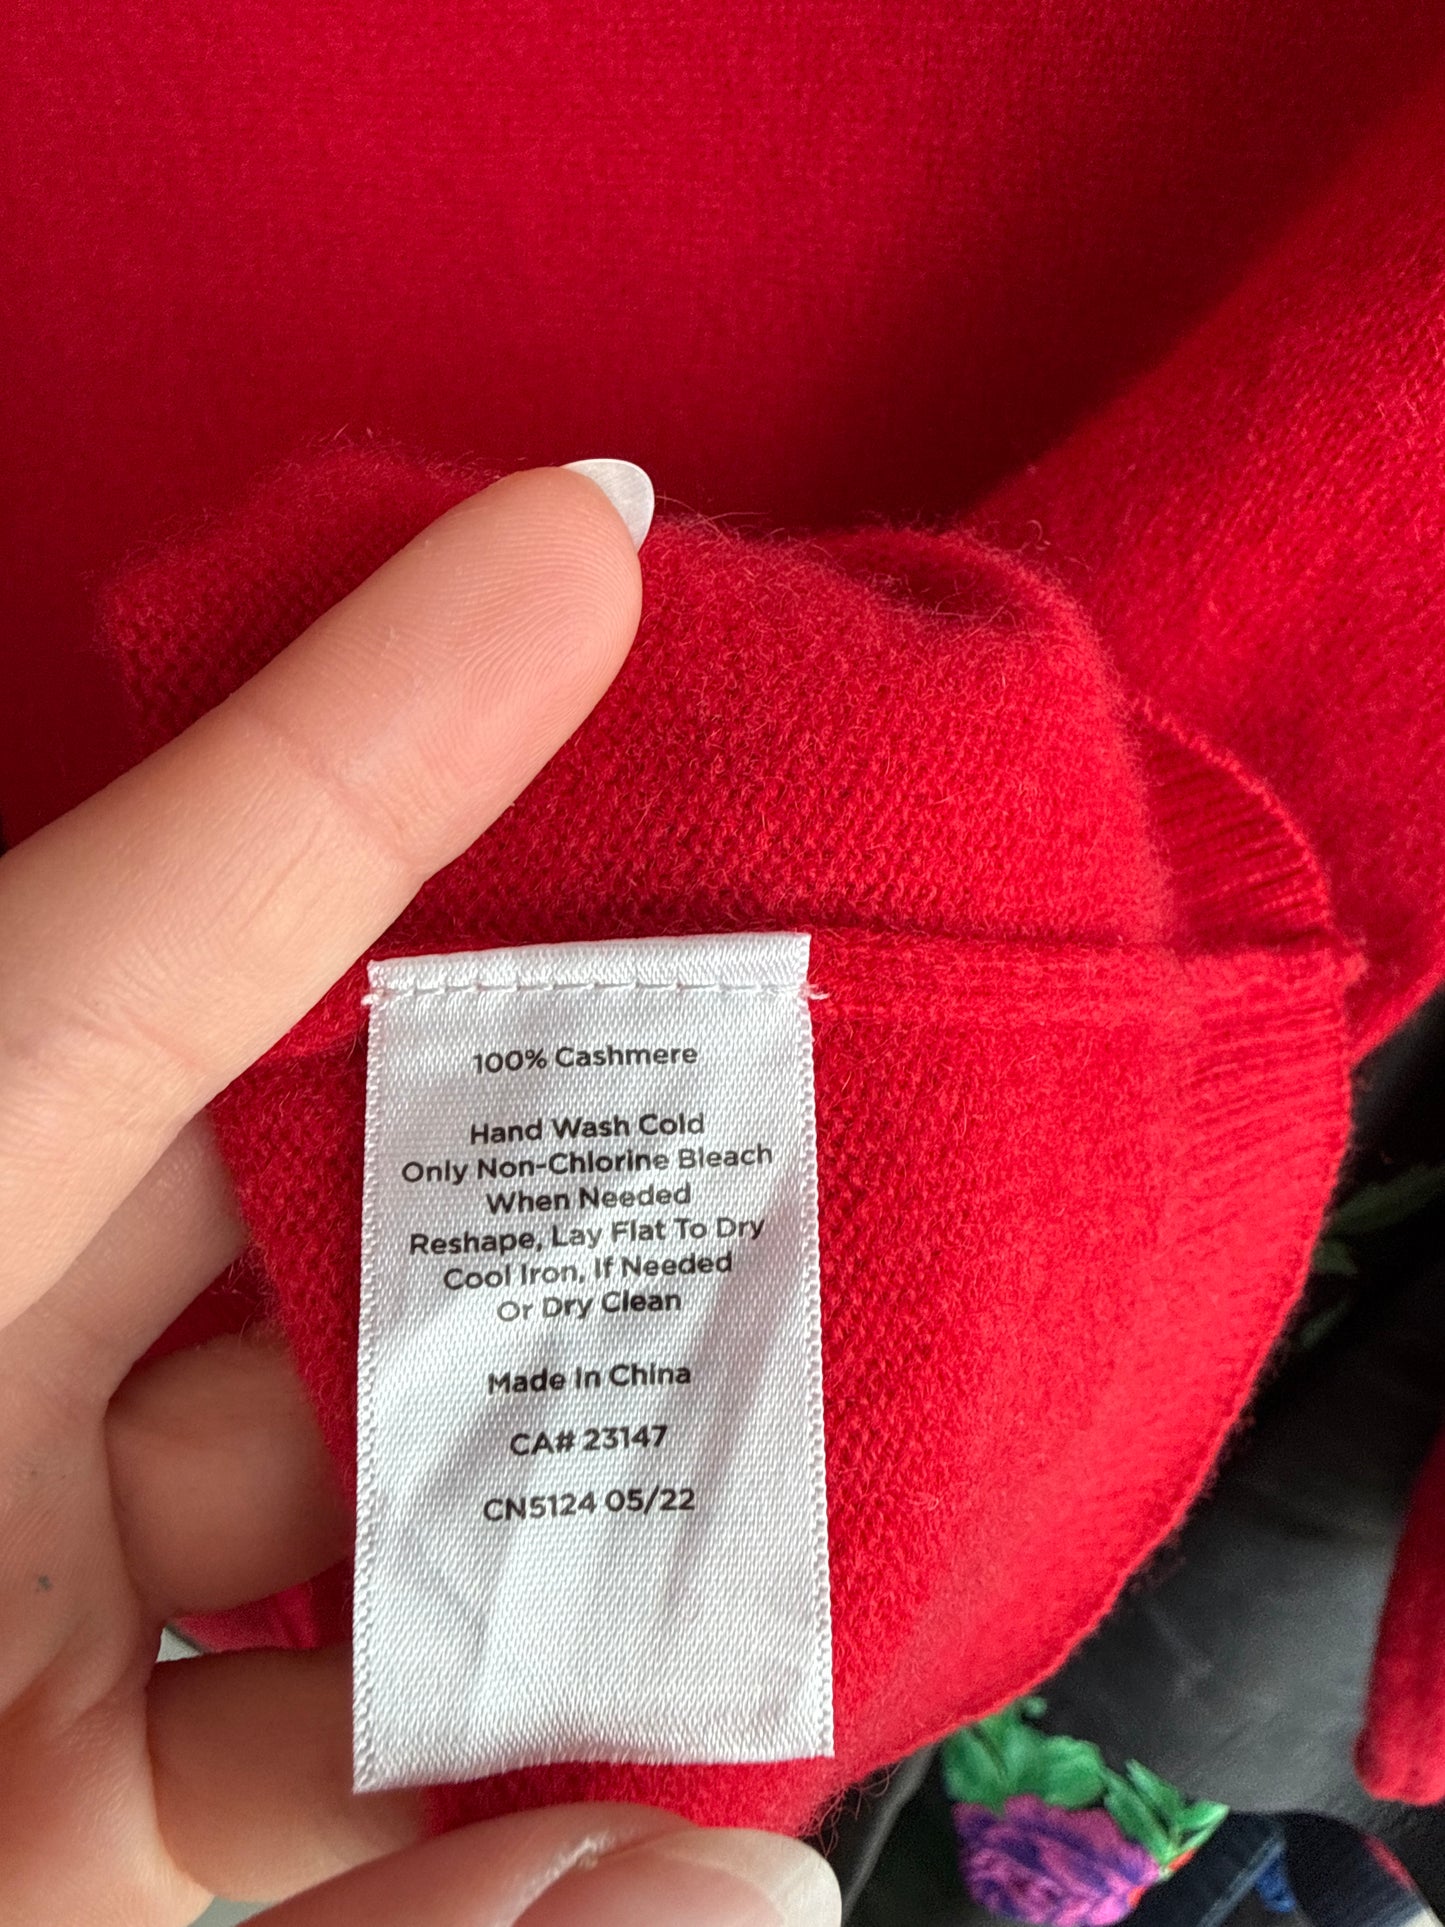 100% Cashmere
Hand Wash Cold
Only Non-Chlorine Bleach
When Needed
Reshape, Lay Flat To Dry
Cool Iron, If Needed
Or Dry Clean
Made In China
CA# 23147
CN5124 05/22